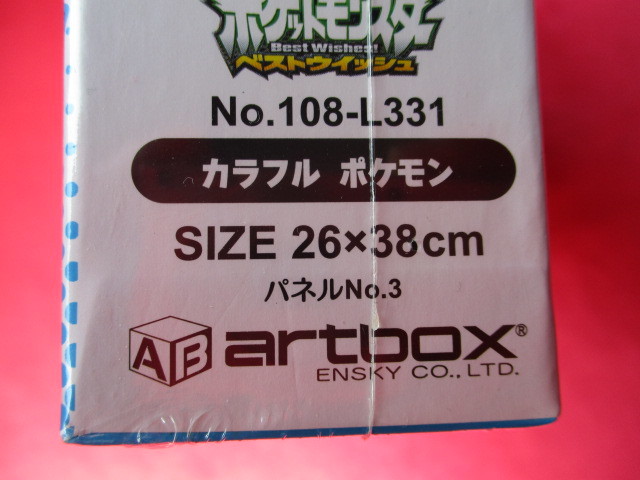 ポケットモンスター
Best Wishes!
ベストウイッシュ
No.108-L331
カラフル ポケモン
SIZE 26×38cm
パネルNo.3
AB artbox®
ENSKY CO.,LTD.